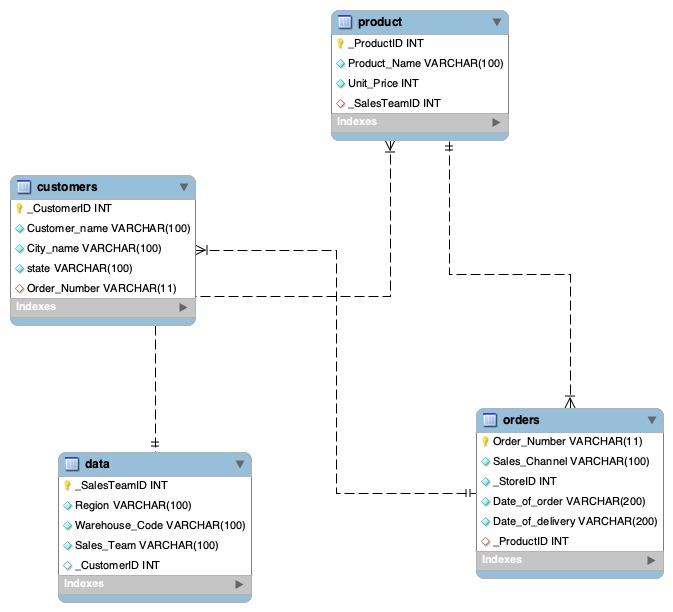 product
_ProductID INT
Product_Name VARCHAR(100)
Unit_Price INT
_SalesTeamID INT
Indexes
customers
_CustomerID INT
Customer_name VARCHAR(100)
City_name VARCHAR(100)
state VARCHAR(100)
Order_Number VARCHAR(11)
Indexes
data
_SalesTeamID INT
Region VARCHAR(100)
Warehouse_Code VARCHAR(100)
Sales_Team VARCHAR(100)
_CustomerID INT
Indexes
orders
Order_Number VARCHAR(11)
Sales_Channel VARCHAR(100)
_StoreID INT
Date_of_order VARCHAR(200)
Date_of_delivery VARCHAR(200)
_ProductID INT
Indexes